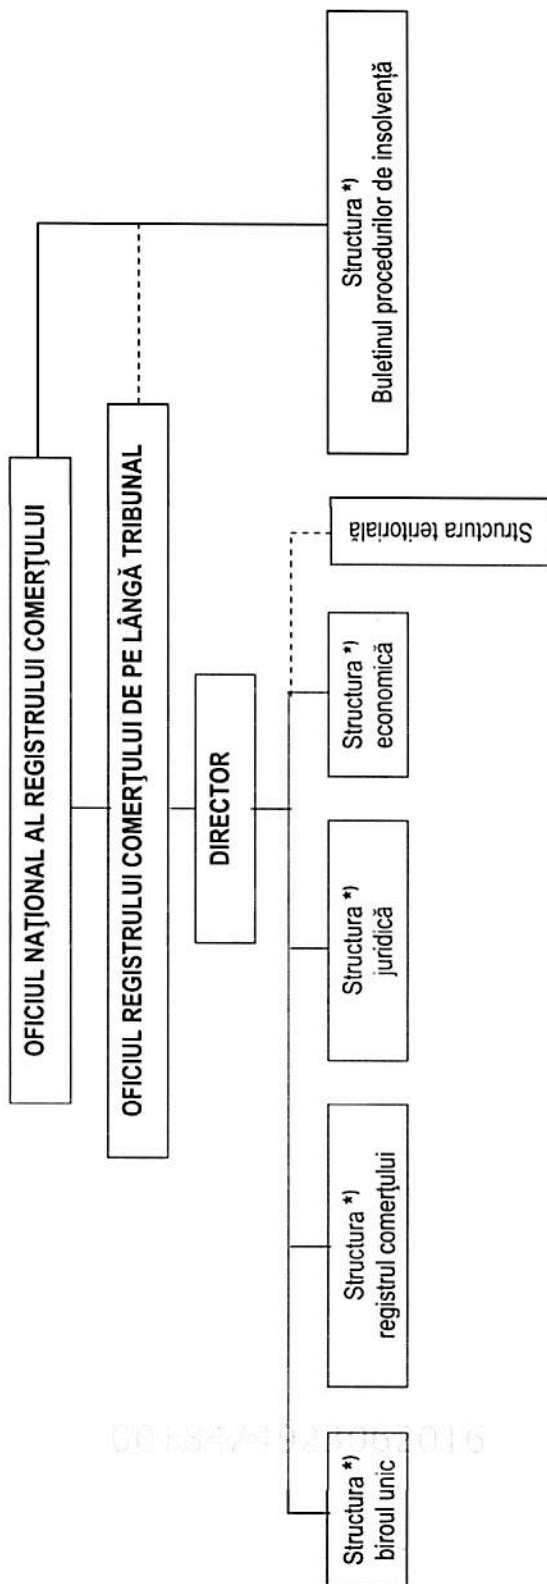 OFICIUL NAŢIONAL AL REGISTRULUI COMERŢULUI
OFICIUL REGISTRULUI COMERŢULUI DE PE LÂNGĂ TRIBUNAL
DIRECTOR
Structura *)
biroul unic
Structura *)
registrul comerţului
Structura *)
juridică
Structura *)
economică
Structura teritorială
Structura *)
Buletinul procedurilor de insolvenţă